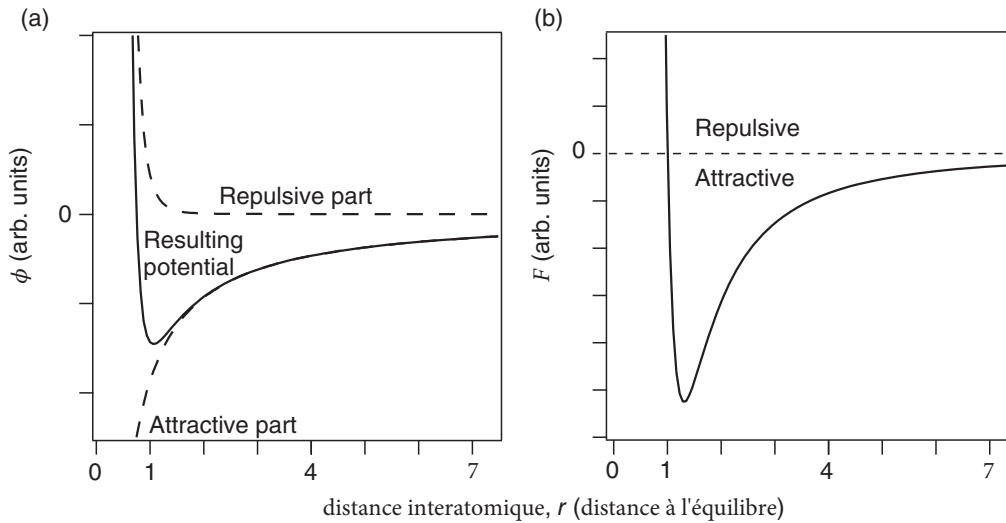 (a)
(b)
ϕ (arb. units)
0
Repulsive part
Resulting
potential
Attractive part
0 1 4 7
F (arb. units)
0
Repulsive
Attractive
0 1 4 7
distance interatomique, r (distance à l'équilibre)